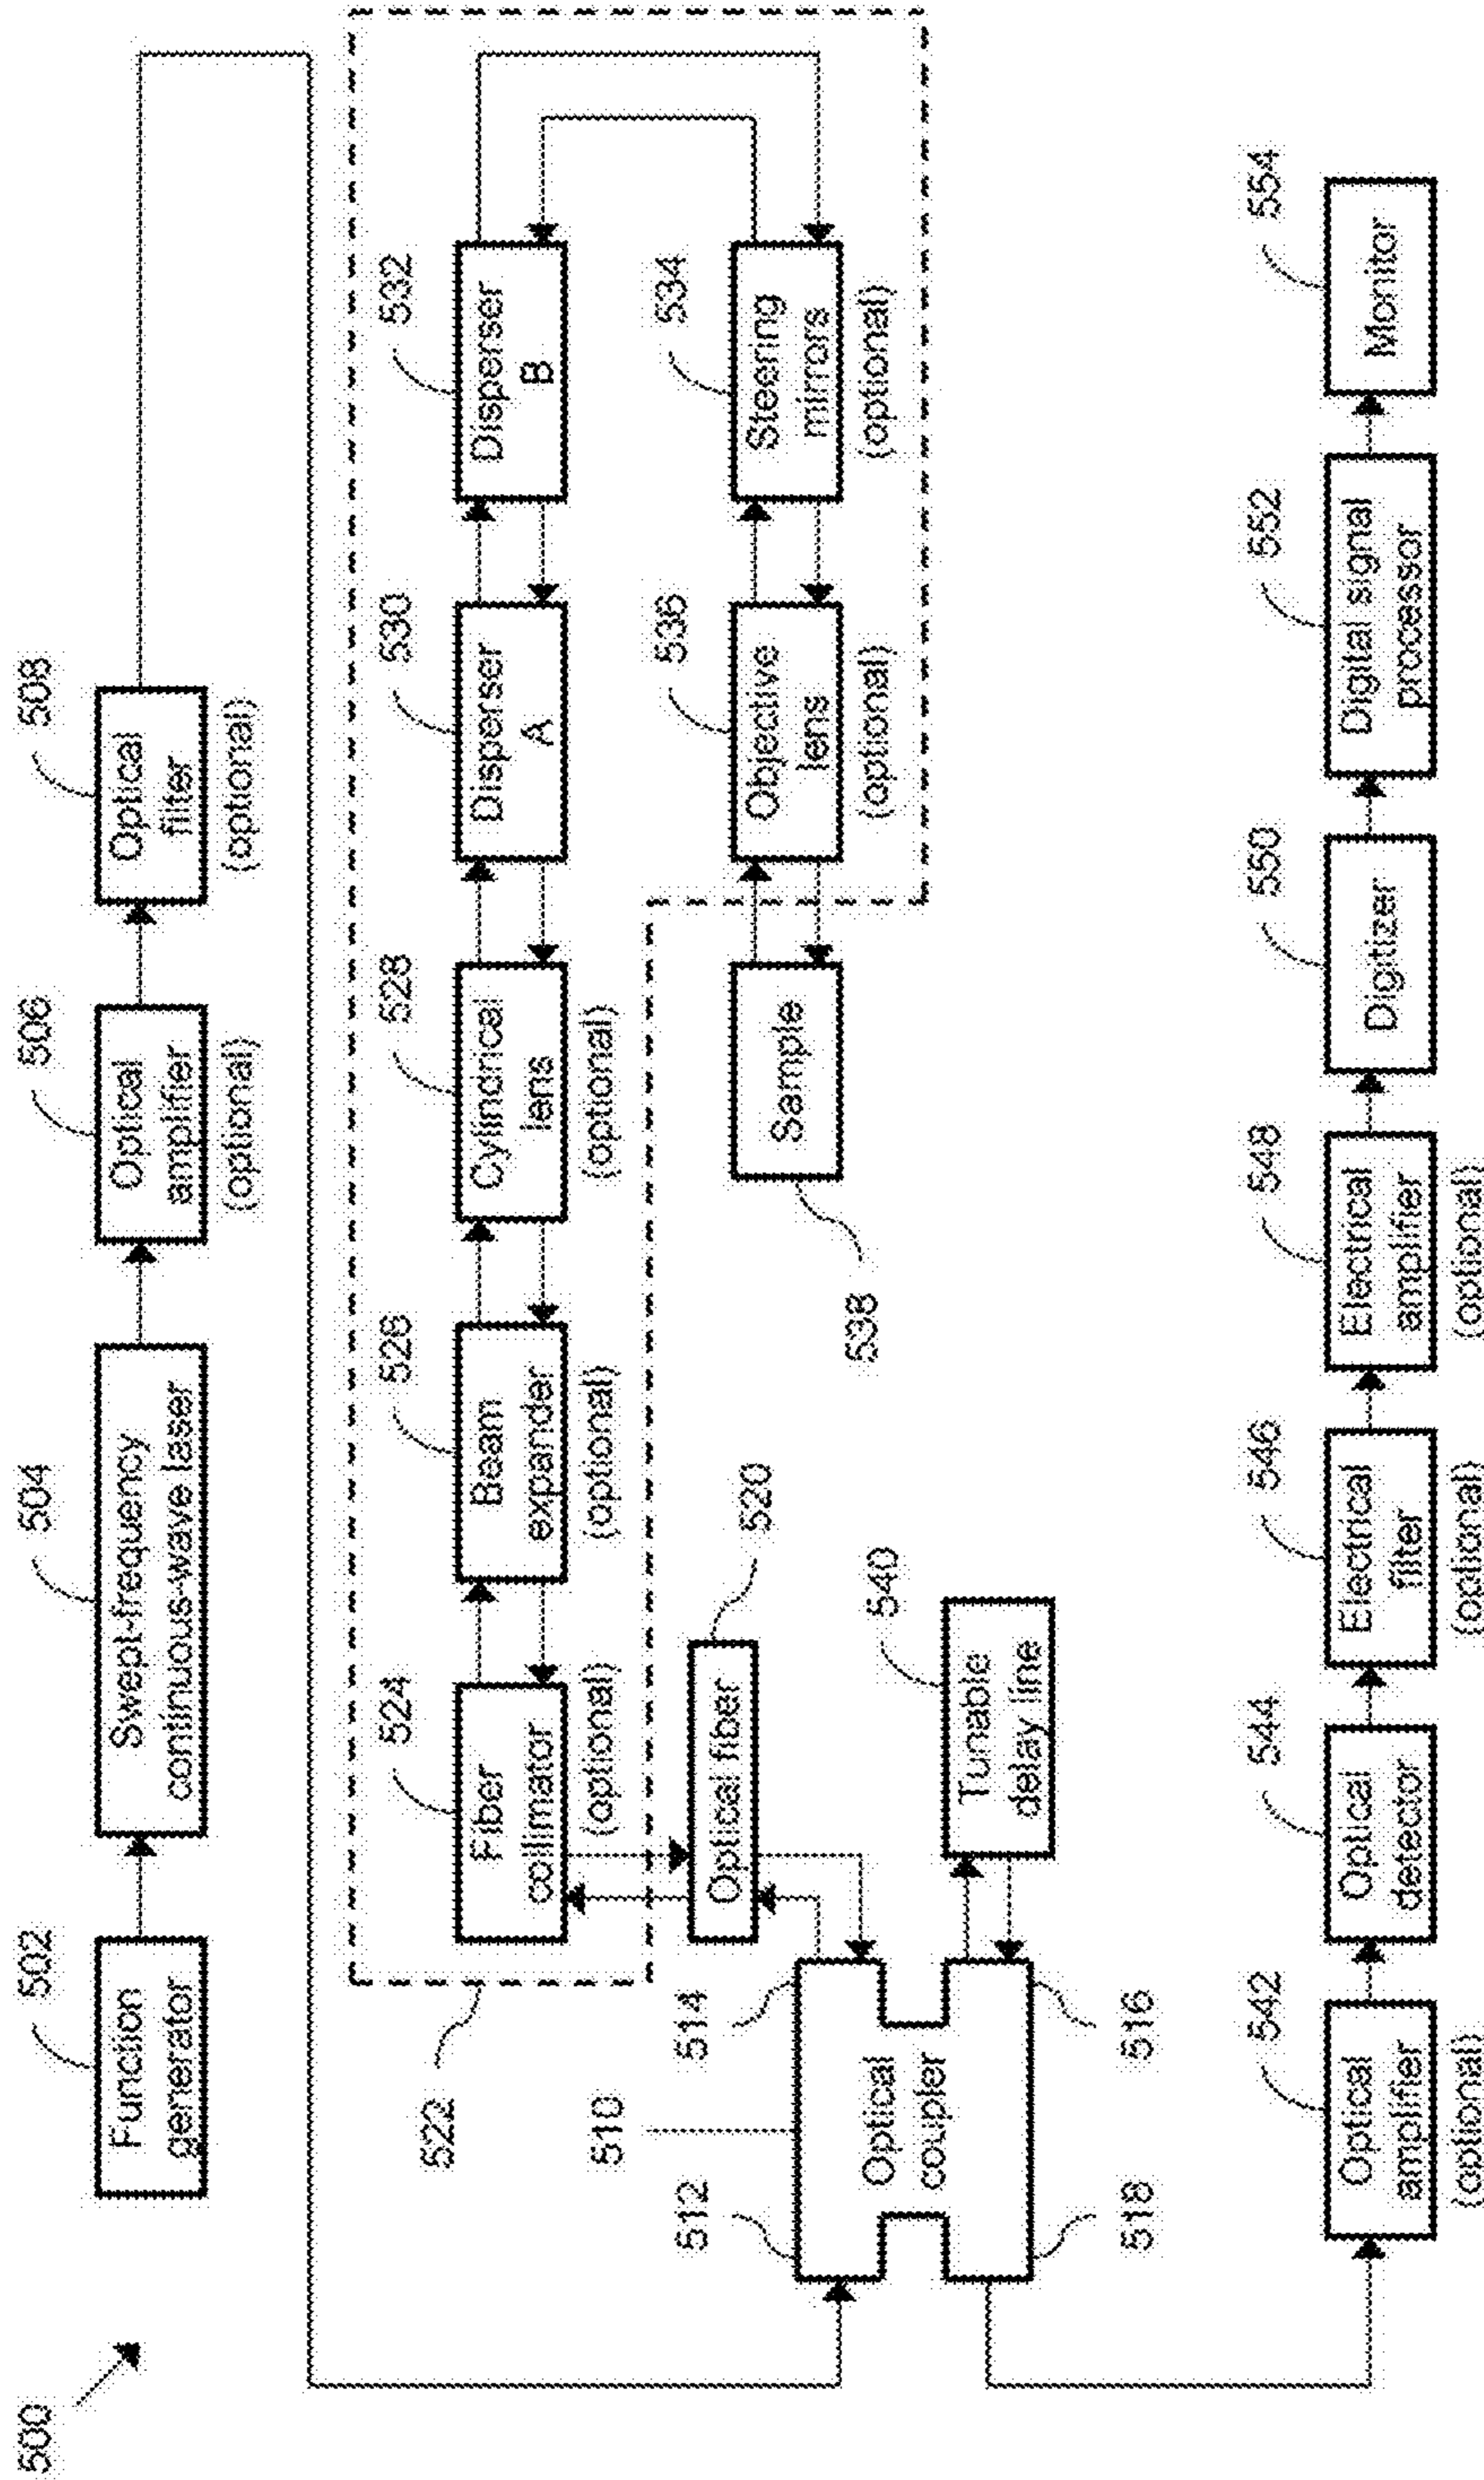 500
502
Function
generator
504
Swept-frequency
continuous-wave laser
506
Optical
amplifier
(optional)
508
Optical
filter
(optional)
522
524
Fiber
collimator
(optional)
526
Beam
expander
(optional)
528
Cylindrical
lens
(optional)
530
Disperser
A
532
Disperser
B
534
Steering
mirrors
(optional)
536
Objective
lens
(optional)
Sample
538
520
Optical fiber
510
512
514
Optical
coupler
516
518
540
Tunable
delay line
542
Optical
amplifier
(optional)
544
Optical
detector
546
Electrical
filter
(optional)
548
Electrical
amplifier
(optional)
550
Digitizer
552
Digital signal
processor
554
Monitor